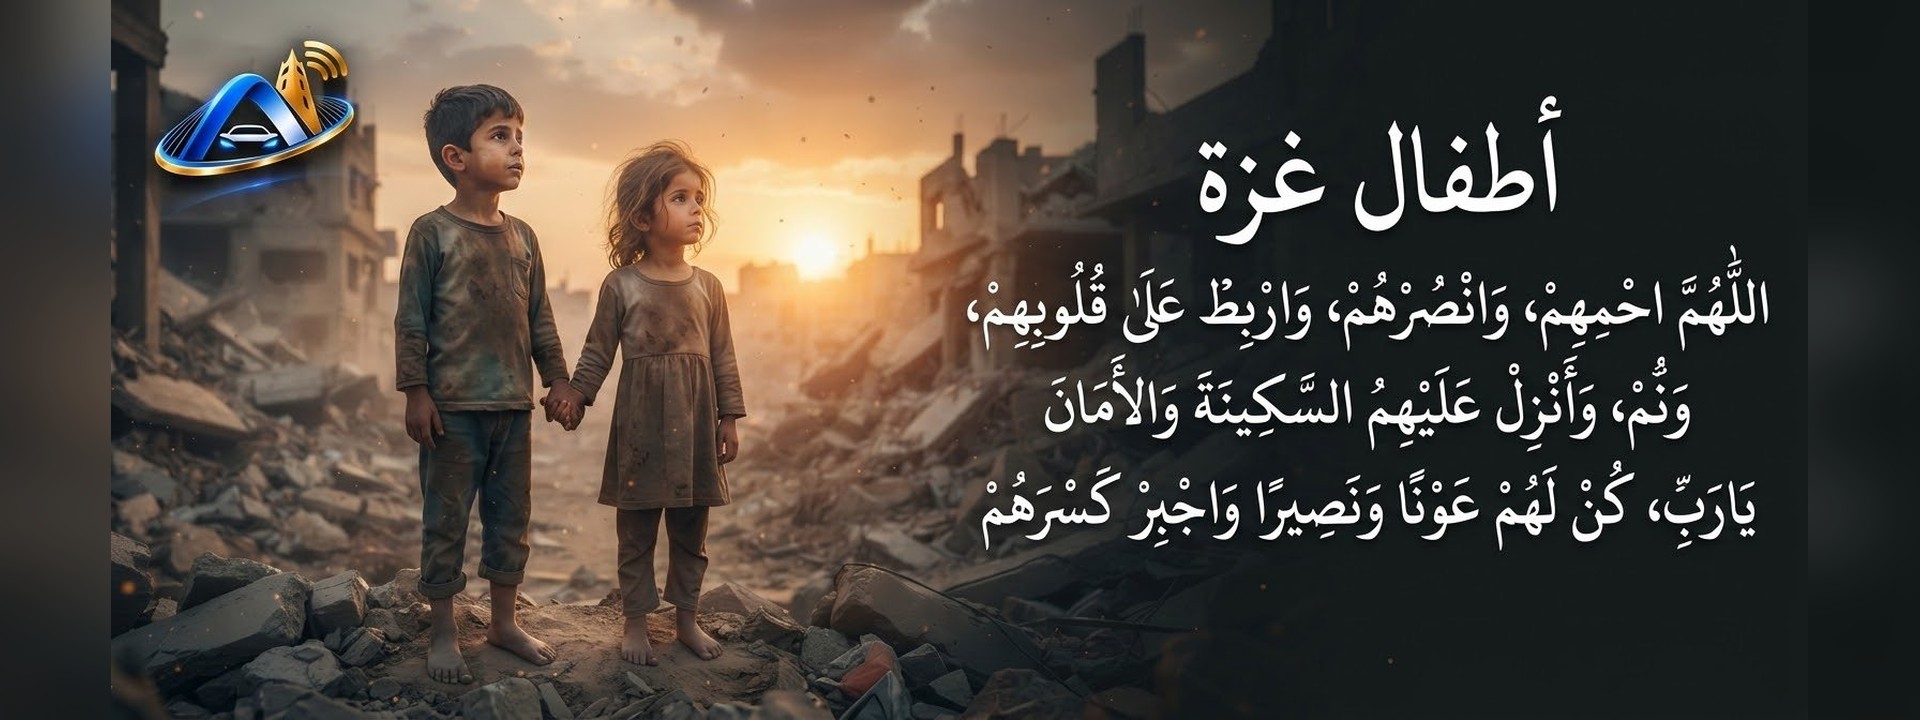 أطفال غزة
اللَّهُمَّ احْمِهِمْ، وَانْصُرْهُمْ، وَارْبِطْ عَلَىٰ قُلُوبِهِمْ،
وَنُّمْ، وَأَنْزِلْ عَلَيْهِمُ السَّكِينَةَ وَالأَمَانَ
يَارَبِّ، كُنْ لَهُمْ عَوْنًا وَنَصِيرًا وَاجْبِرْ كَسْرَهُمْ